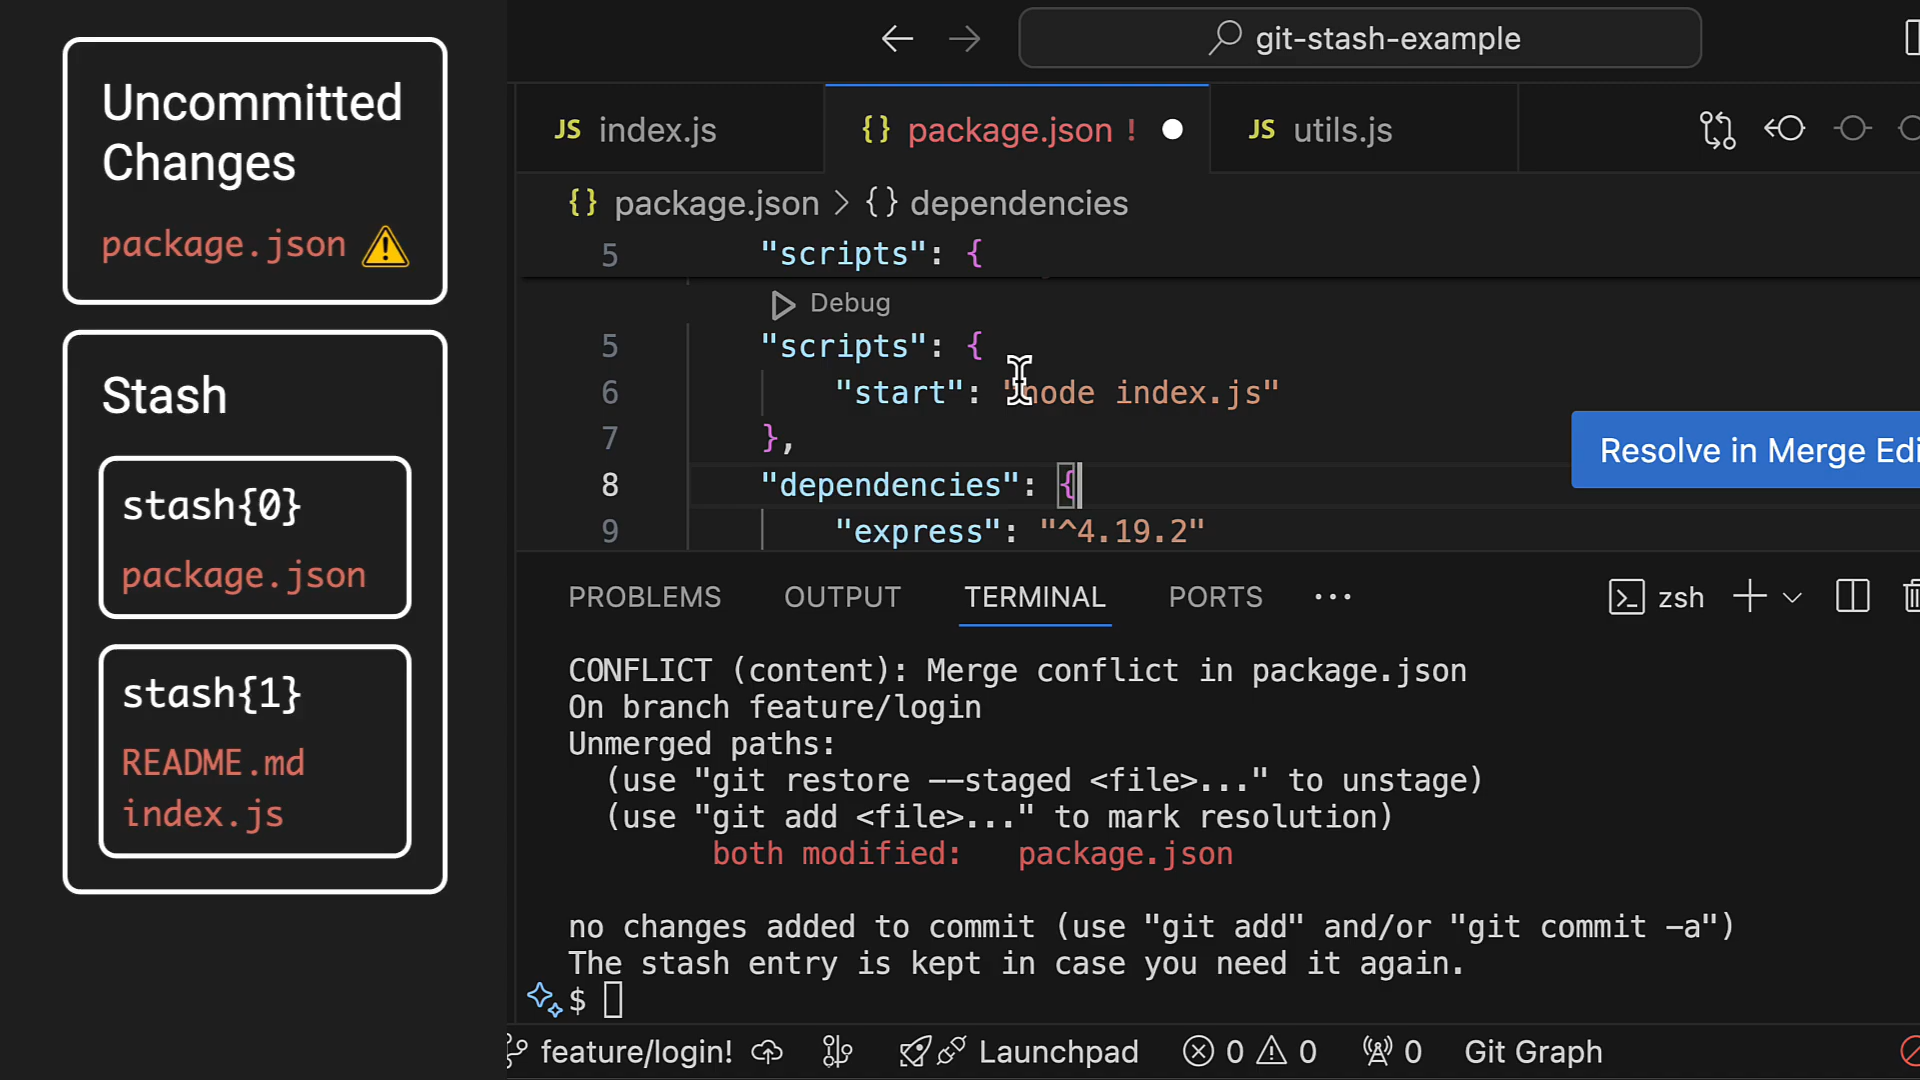 Uncommitted
Changes
package.json
Stash
stash{0}
package.json
stash{1}
README.md
index.js
git-stash-example
JS index.js
{} package.json !
JS utils.js
{} package.json > {} dependencies
5 "scripts": {
Debug
5 "scripts": {
6 "start": "node index.js"
7 },
8 "dependencies": {
9 "express": "^4.19.2"
Resolve in Merge Edi
PROBLEMS OUTPUT TERMINAL PORTS ...
zsh
CONFLICT (content): Merge conflict in package.json
On branch feature/login
Unmerged paths:
(use "git restore --staged <file>..." to unstage)
(use "git add <file>..." to mark resolution)
both modified: package.json
no changes added to commit (use "git add" and/or "git commit -a")
The stash entry is kept in case you need it again.
$
feature/login! Launchpad 0 0 0 Git Graph